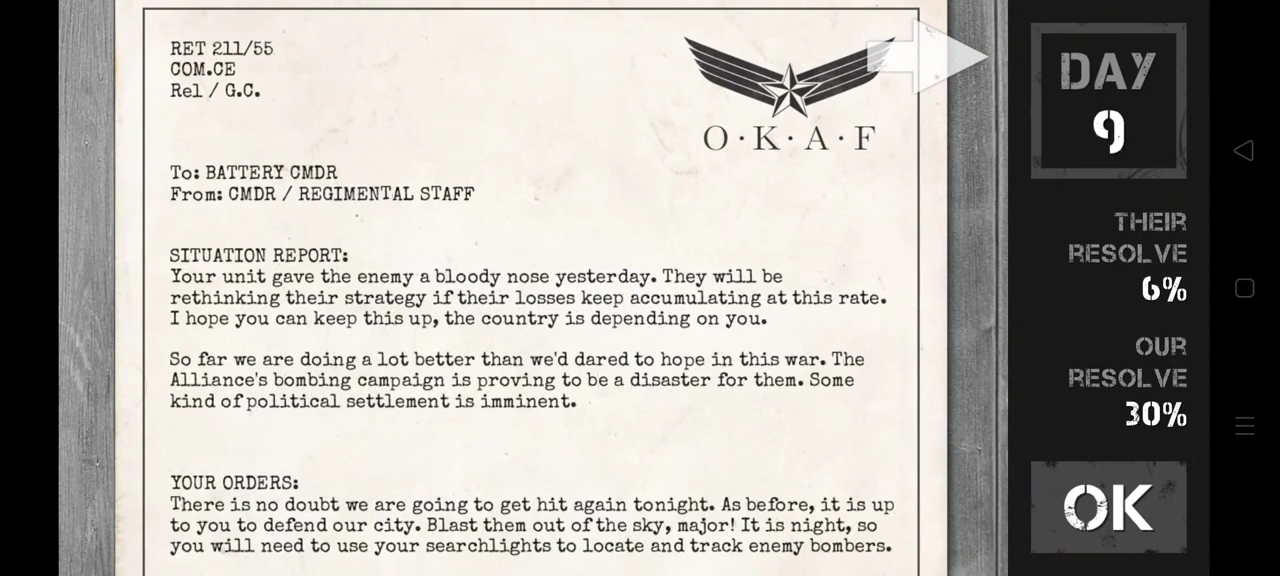 RET 211/55
COM.CE
Rel / G.C.
O·K·A·F
To: BATTERY CMDR
From: CMDR / REGIMENTAL STAFF
SITUATION REPORT:
Your unit gave the enemy a bloody nose yesterday. They will be
rethinking their strategy if their losses keep accumulating at this rate.
I hope you can keep this up, the country is depending on you.
So far we are doing a lot better than we'd dared to hope in this war. The
Alliance's bombing campaign is proving to be a disaster for them. Some
kind of political settlement is imminent.
YOUR ORDERS:
There is no doubt we are going to get hit again tonight. As before, it is up
to you to defend our city. Blast them out of the sky, major! It is night, so
you will need to use your searchlights to locate and track enemy bombers.
DAY
9
THEIR
RESOLVE
6%
OUR
RESOLVE
30%
OK